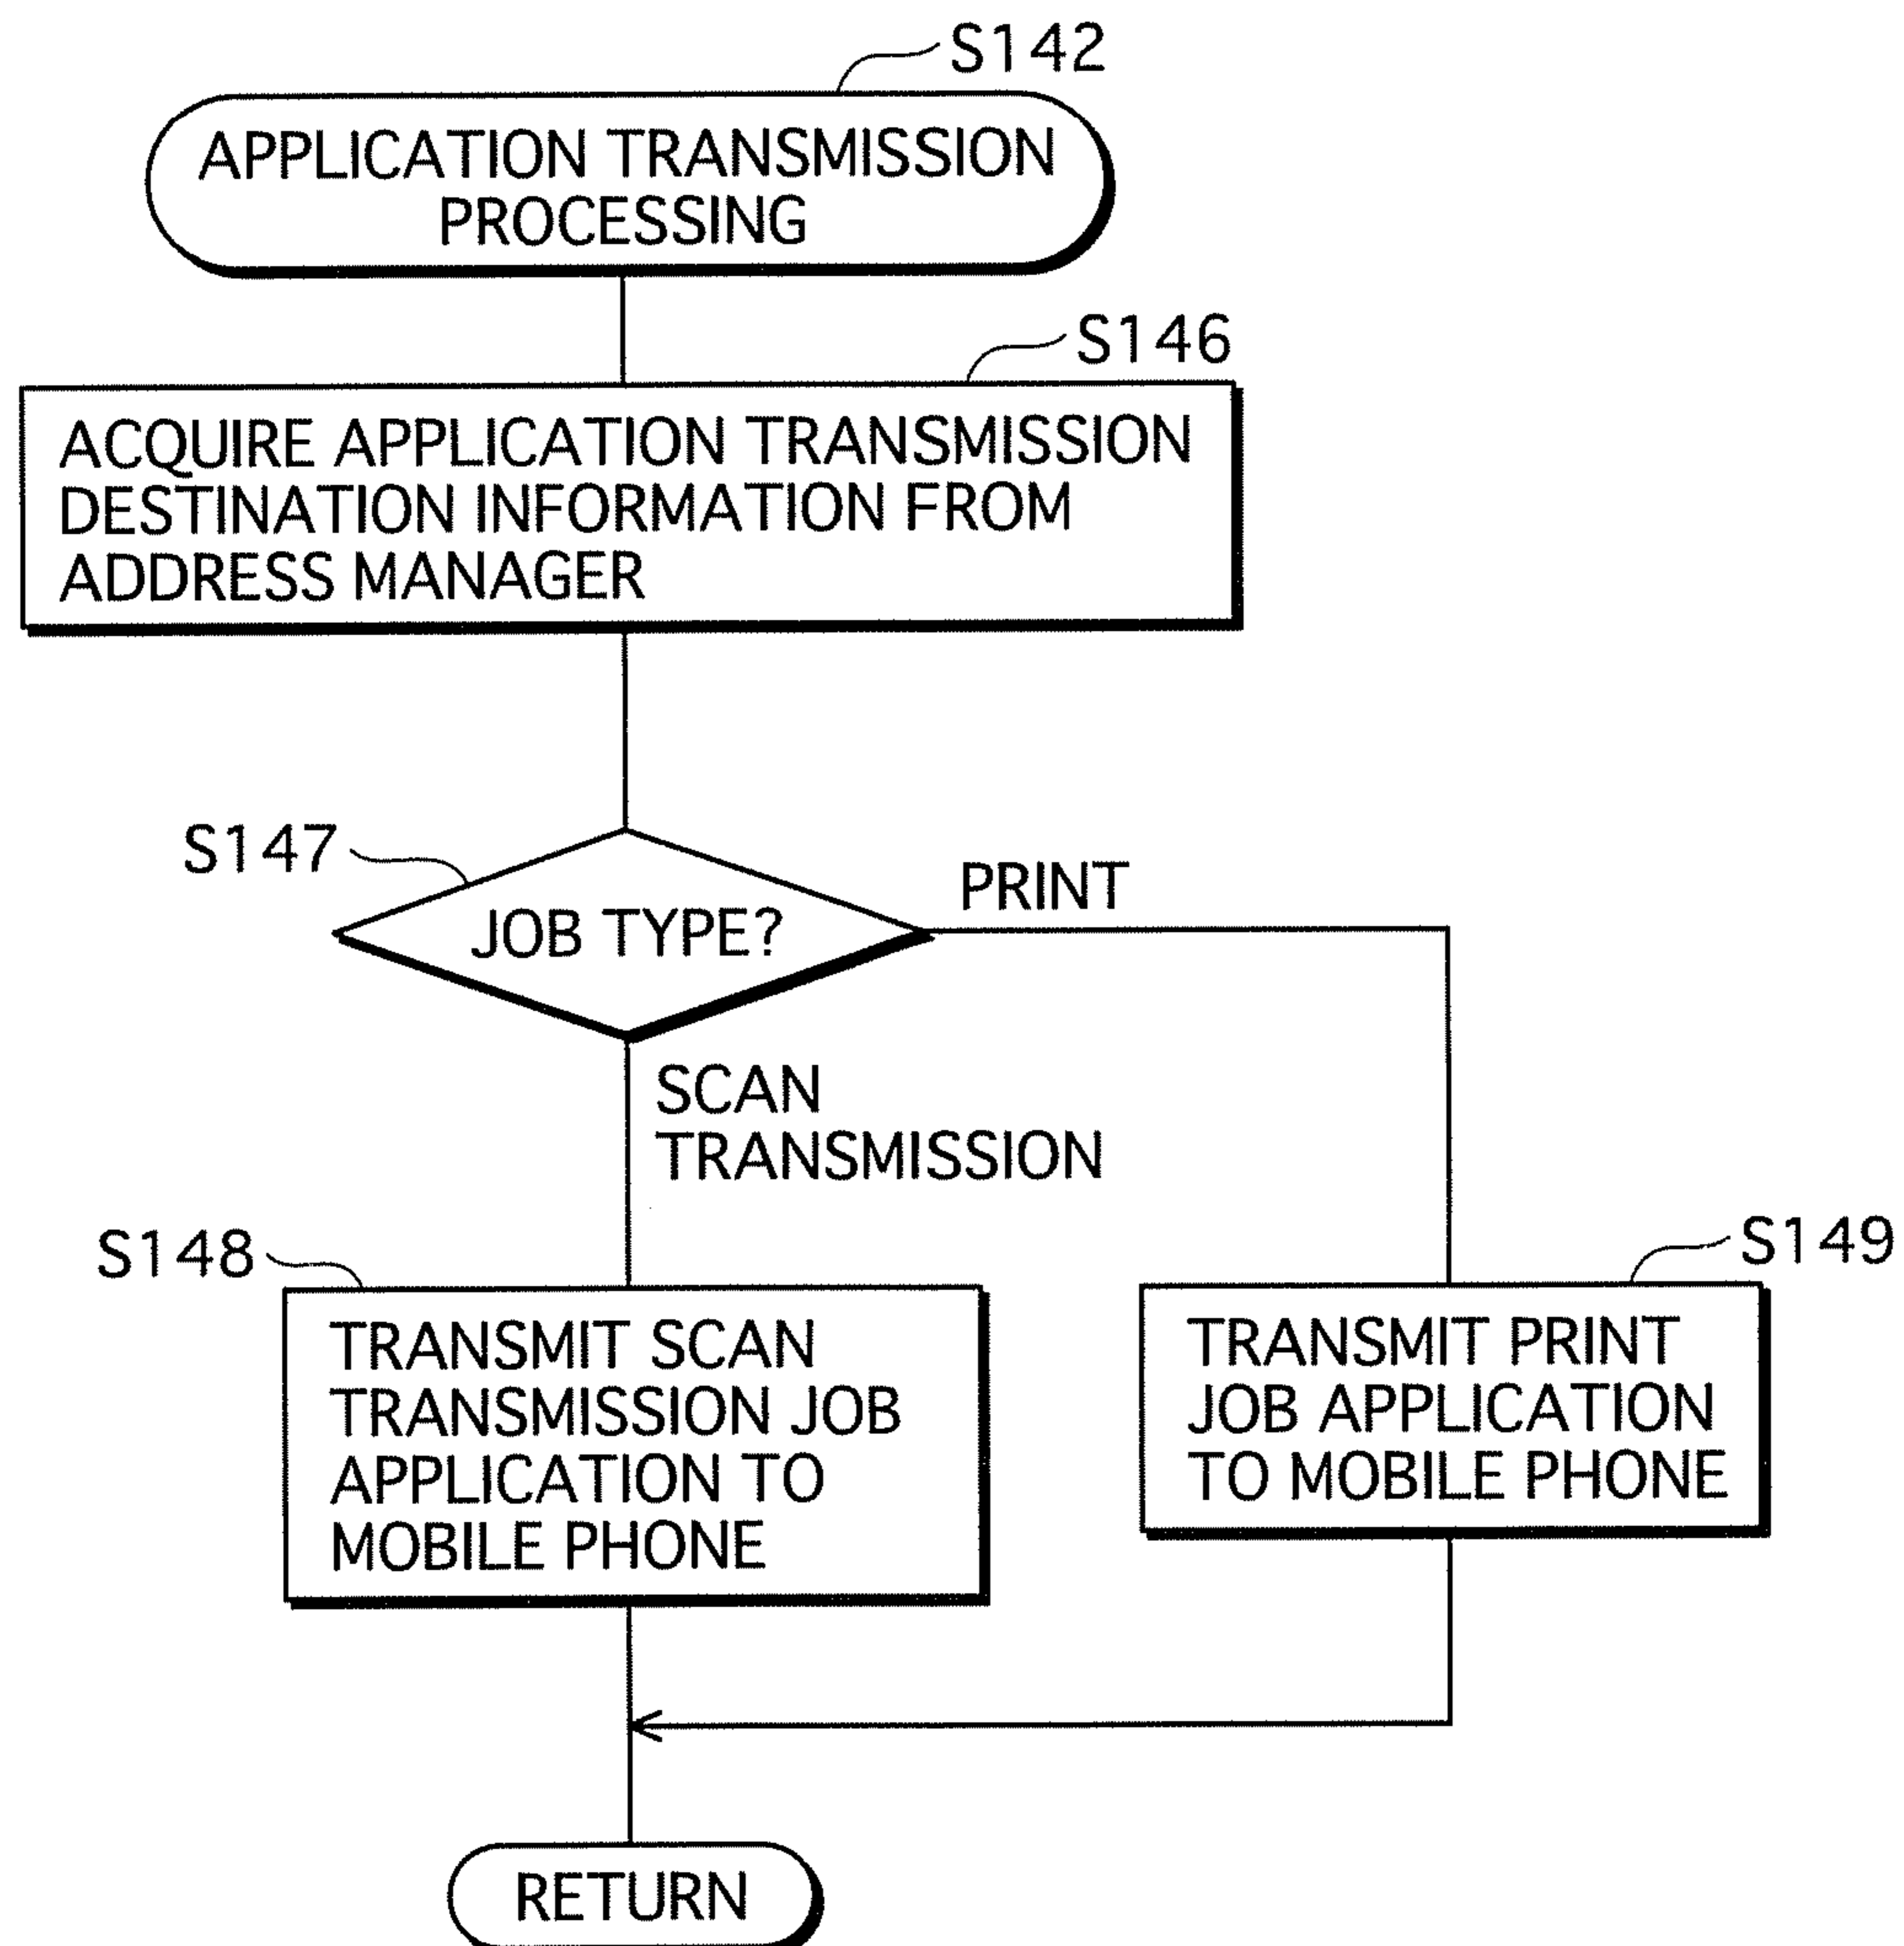 S142
APPLICATION TRANSMISSION
PROCESSING
S146
ACQUIRE APPLICATION TRANSMISSION
DESTINATION INFORMATION FROM
ADDRESS MANAGER
S147
JOB TYPE?
PRINT
SCAN
TRANSMISSION
S148
TRANSMIT SCAN
TRANSMISSION JOB
APPLICATION TO
MOBILE PHONE
S149
TRANSMIT PRINT
JOB APPLICATION
TO MOBILE PHONE
RETURN